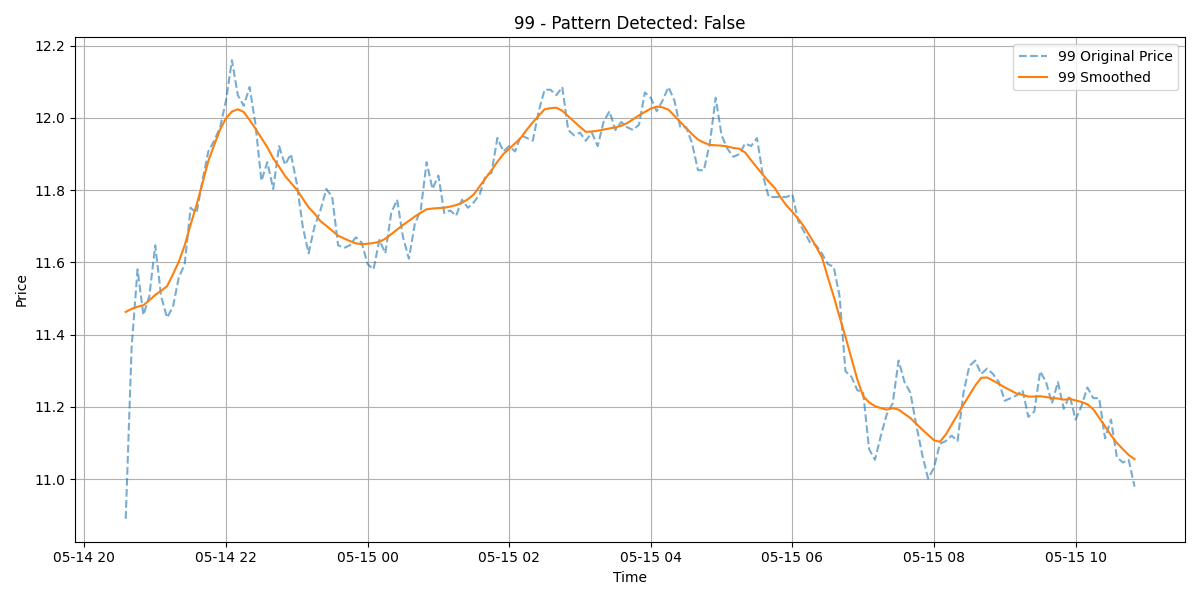 99 - Pattern Detected: False
99 Original Price
99 Smoothed
Price
12.2
12.0
11.8
11.6
11.4
11.2
11.0
05-14 20 05-14 22 05-15 00 05-15 02 05-15 04 05-15 06 05-15 08 05-15 10
Time